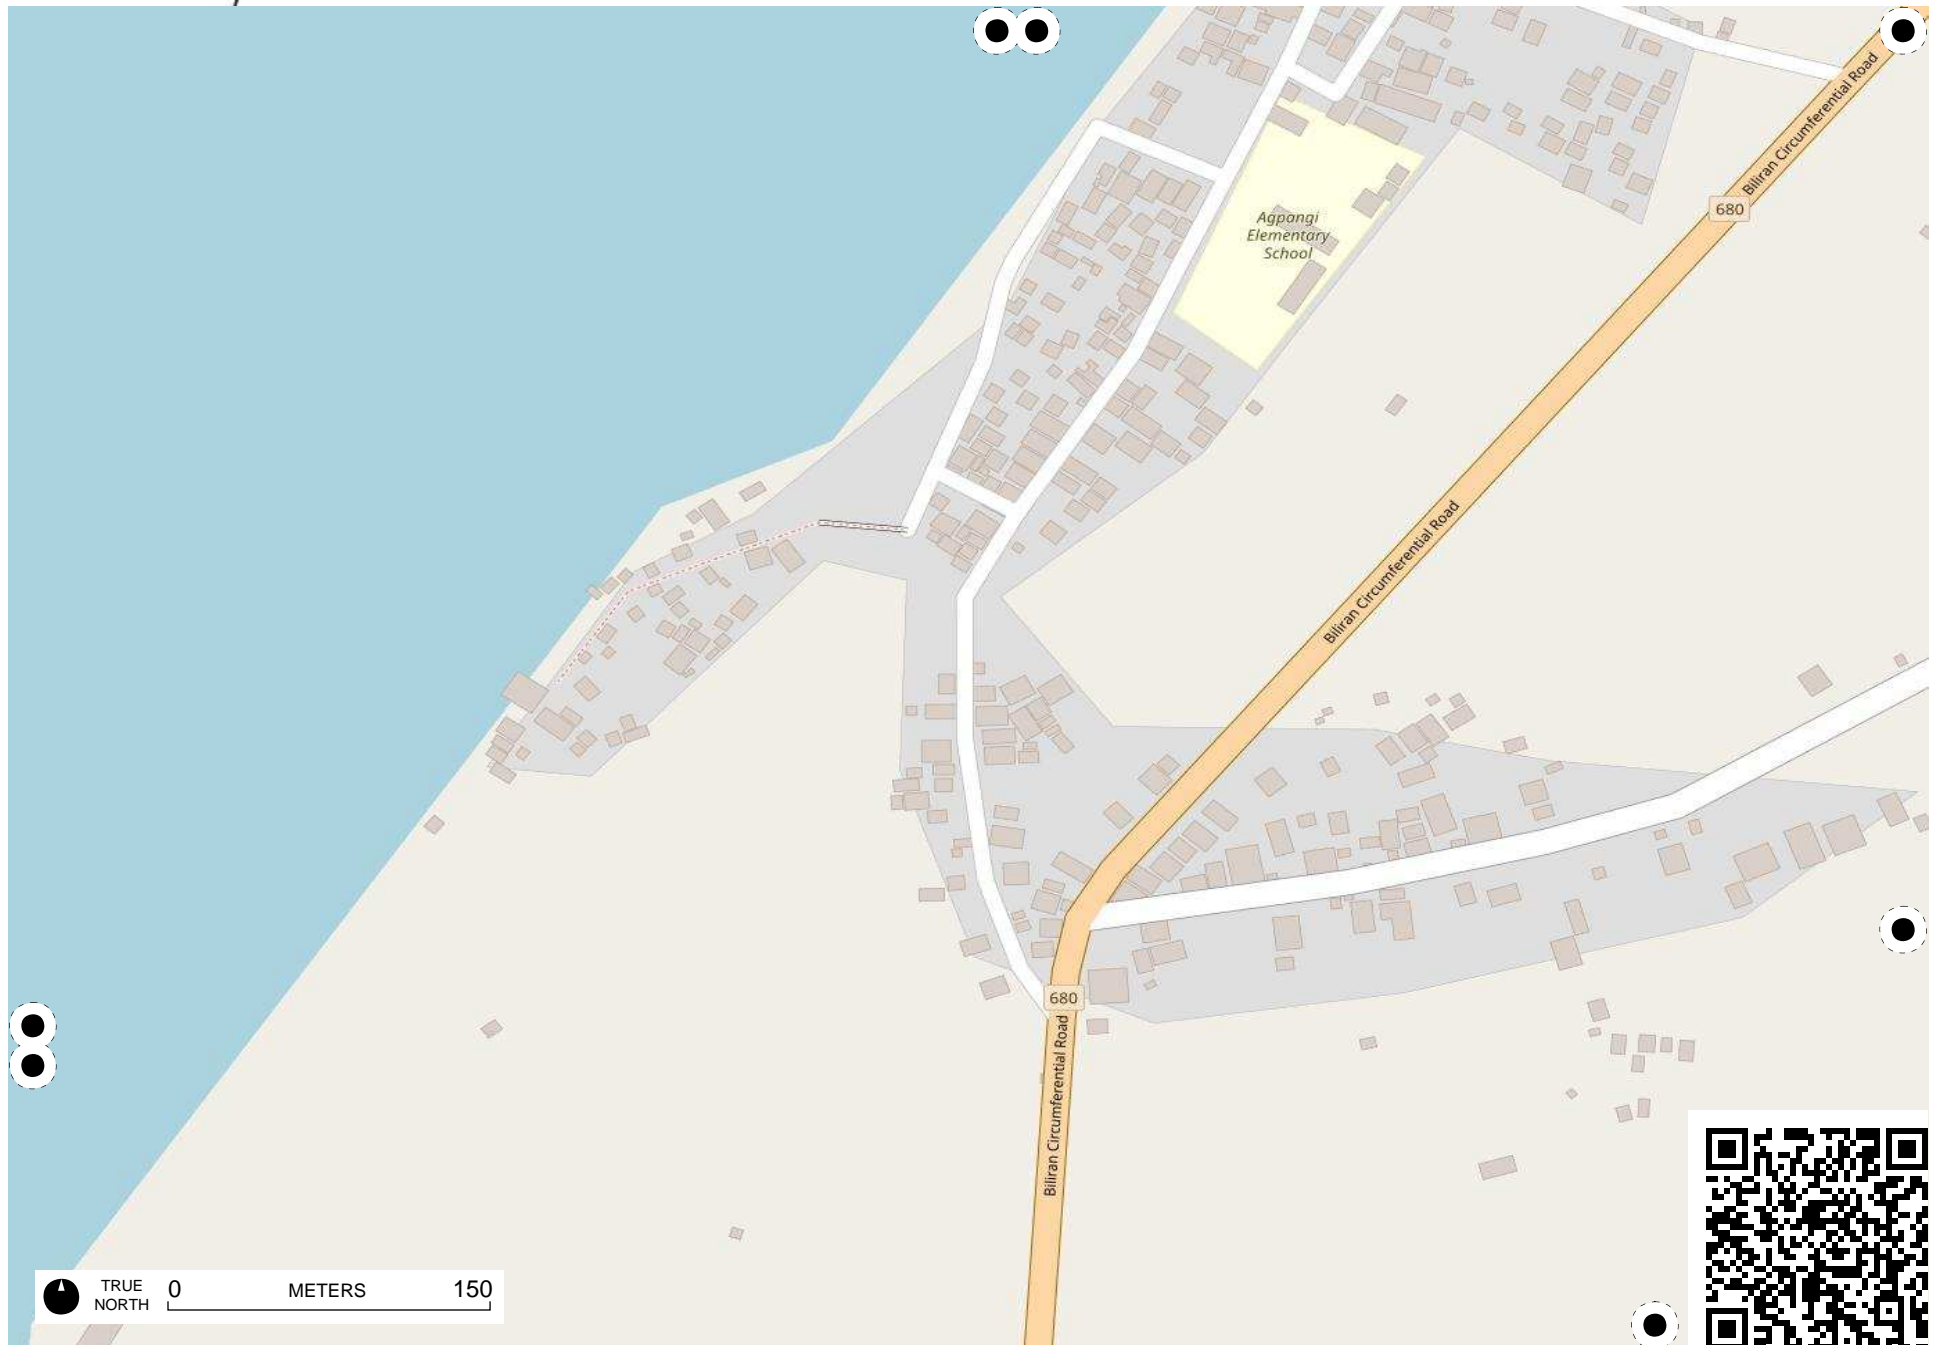 Biliran Circumferential Road
680
Agpangi
Elementary
School
Biliran Circumferential Road
680
Biliran Circumferential Road
TRUE
NORTH
0 METERS 150